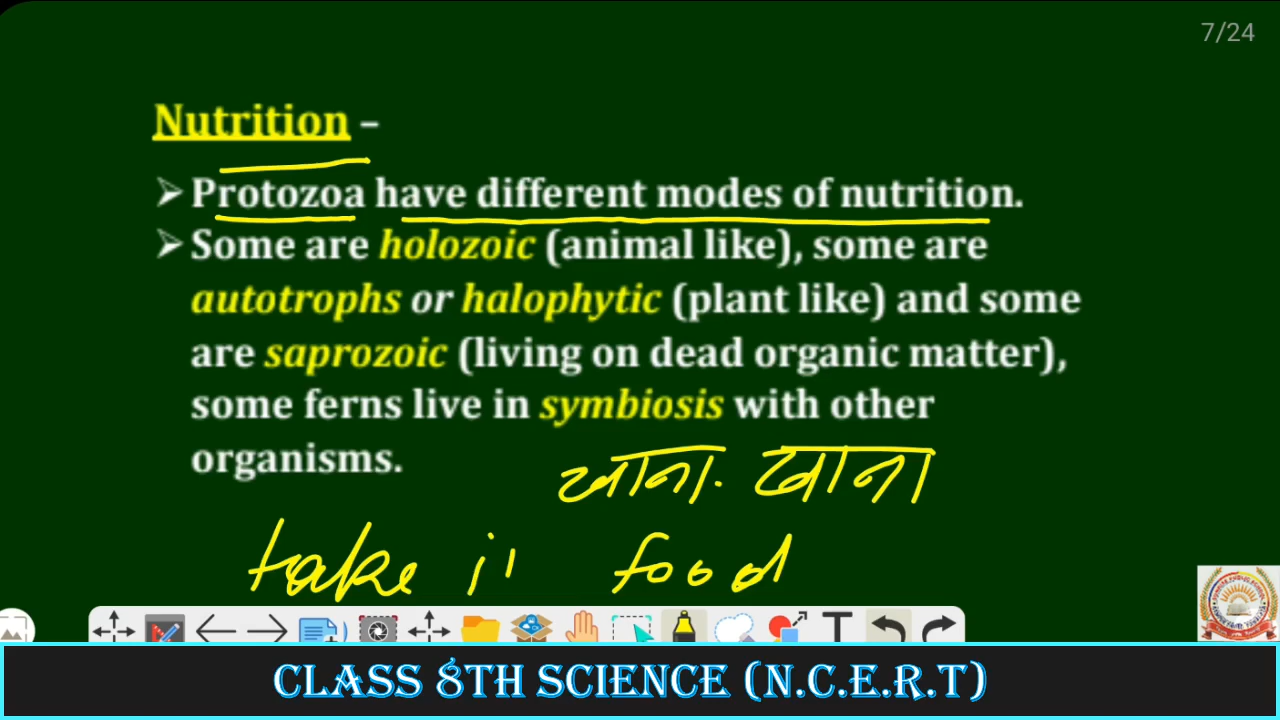 7/24
Nutrition –
➢ Protozoa have different modes of nutrition.
➢ Some are holozoic (animal like), some are
autotrophs or halophytic (plant like) and some
are saprozoic (living on dead organic matter),
some ferns live in symbiosis with other
organisms.
खाना खाना
take in food
CLASS 8TH SCIENCE (N.C.E.R.T)